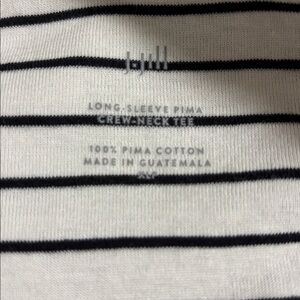 J.Jill
LONG-SLEEVE PIMA
CREW-NECK TEE
100% PIMA COTTON
MADE IN GUATEMALA